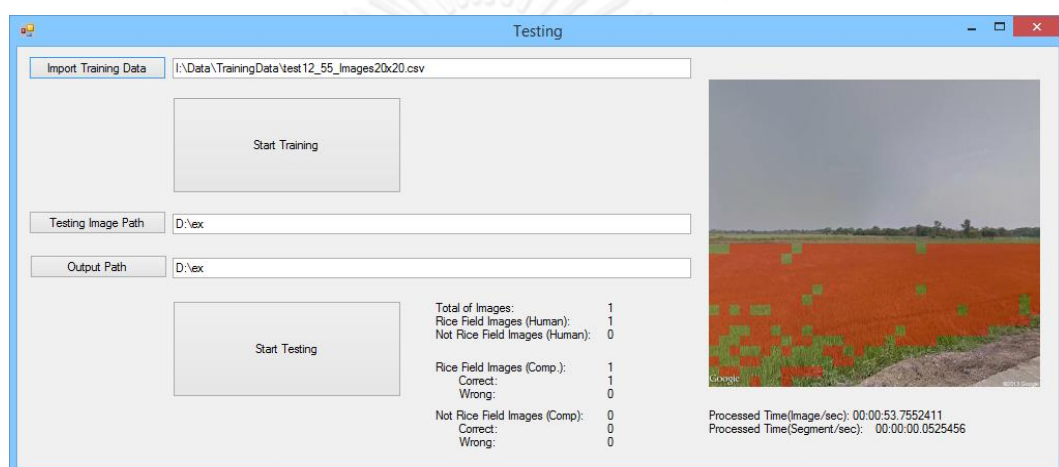 Testing
Import Training Data
I:\Data\TrainingData\test12_55_Images20x20.csv
Start Training
Testing Image Path
D:\ex
Output Path
D:\ex
Start Testing
Total of Images: 1
Rice Field Images (Human): 1
Not Rice Field Images (Human): 0
Rice Field Images (Comp.): 1
Correct: 1
Wrong: 0
Not Rice Field Images (Comp): 0
Correct: 0
Wrong: 0
Google
©2013 Google
Processed Time(Image/sec): 00:00:53.7552411
Processed Time(Segment/sec): 00:00:00.0525456